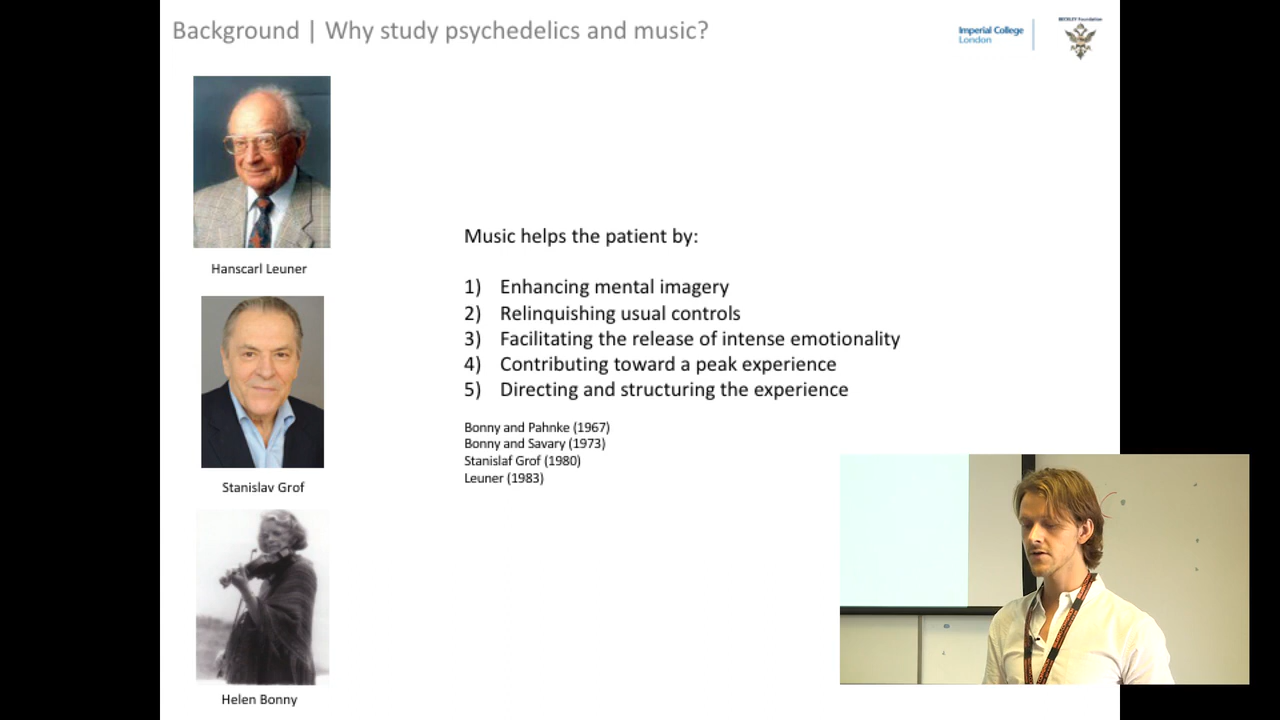 Background | Why study psychedelics and music?
Imperial College
London
BECKLEY Foundation
Hanscarl Leuner
Stanislav Grof
Helen Bonny
Music helps the patient by:
1) Enhancing mental imagery
2) Relinquishing usual controls
3) Facilitating the release of intense emotionality
4) Contributing toward a peak experience
5) Directing and structuring the experience
Bonny and Pahnke (1967)
Bonny and Savary (1973)
Stanislaf Grof (1980)
Leuner (1983)